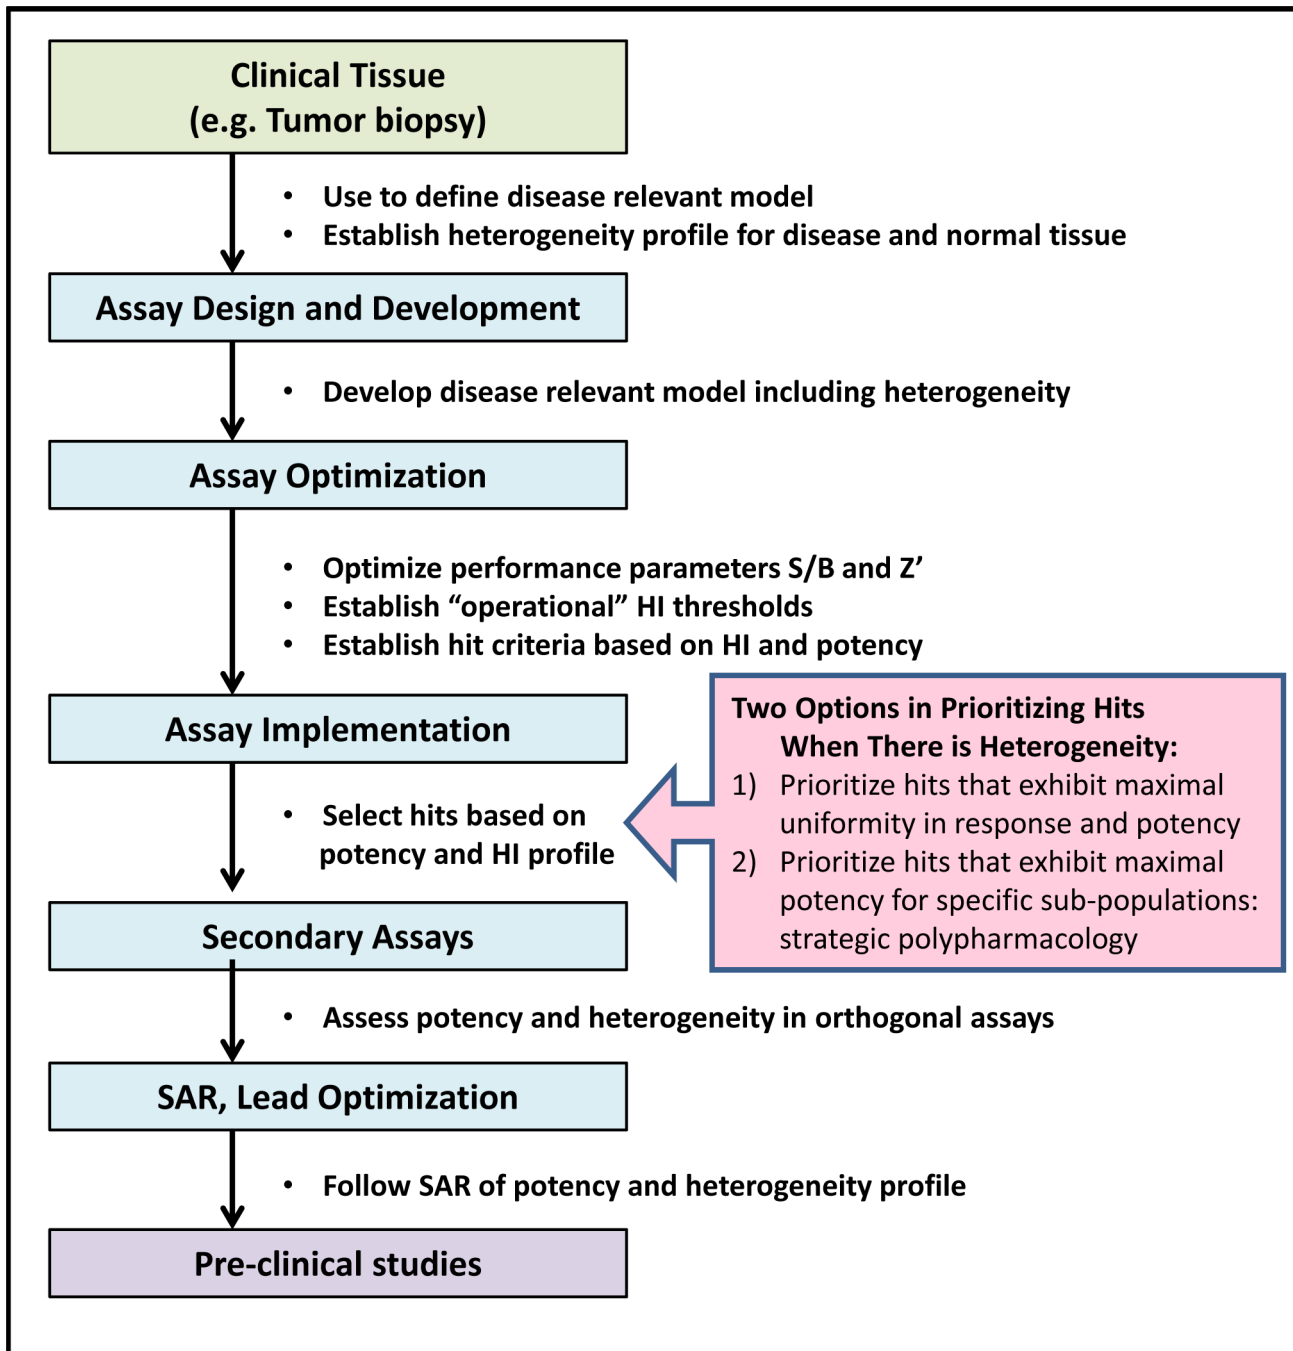 Clinical Tissue
(e.g. Tumor biopsy)
• Use to define disease relevant model
• Establish heterogeneity profile for disease and normal tissue
Assay Design and Development
• Develop disease relevant model including heterogeneity
Assay Optimization
• Optimize performance parameters S/B and Z’
• Establish “operational” HI thresholds
• Establish hit criteria based on HI and potency
Assay Implementation
• Select hits based on
potency and HI profile
Two Options in Prioritizing Hits
When There is Heterogeneity:
1) Prioritize hits that exhibit maximal
uniformity in response and potency
2) Prioritize hits that exhibit maximal
potency for specific sub-populations:
strategic polypharmacology
Secondary Assays
• Assess potency and heterogeneity in orthogonal assays
SAR, Lead Optimization
• Follow SAR of potency and heterogeneity profile
Pre-clinical studies